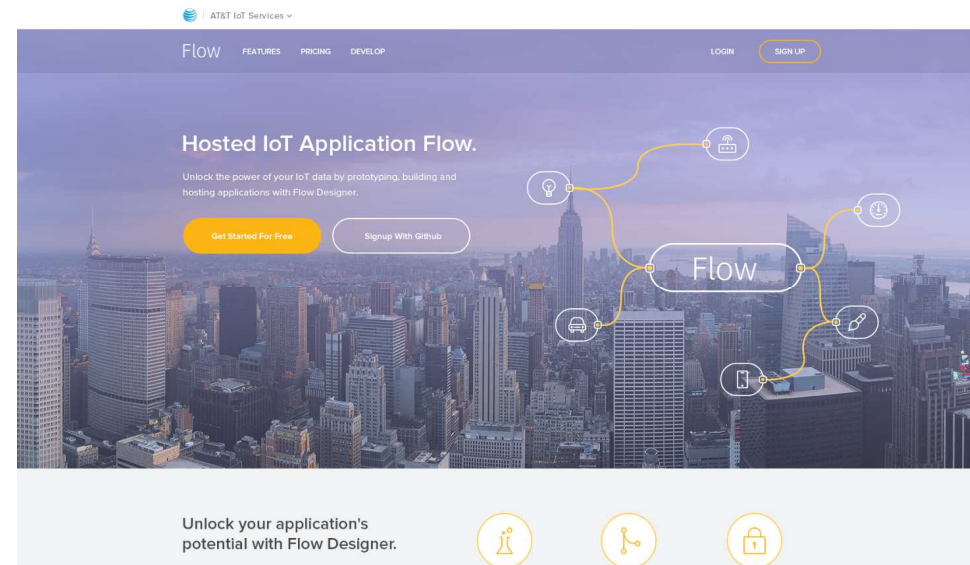 AT&T IoT Services
Flow FEATURES PRICING DEVELOP LOGIN SIGN UP
Hosted IoT Application Flow.
Unlock the power of your IoT data by prototyping, building and
hosting applications with Flow Designer.
Get Started For Free Signup With Github
Flow
Unlock your application's
potential with Flow Designer.